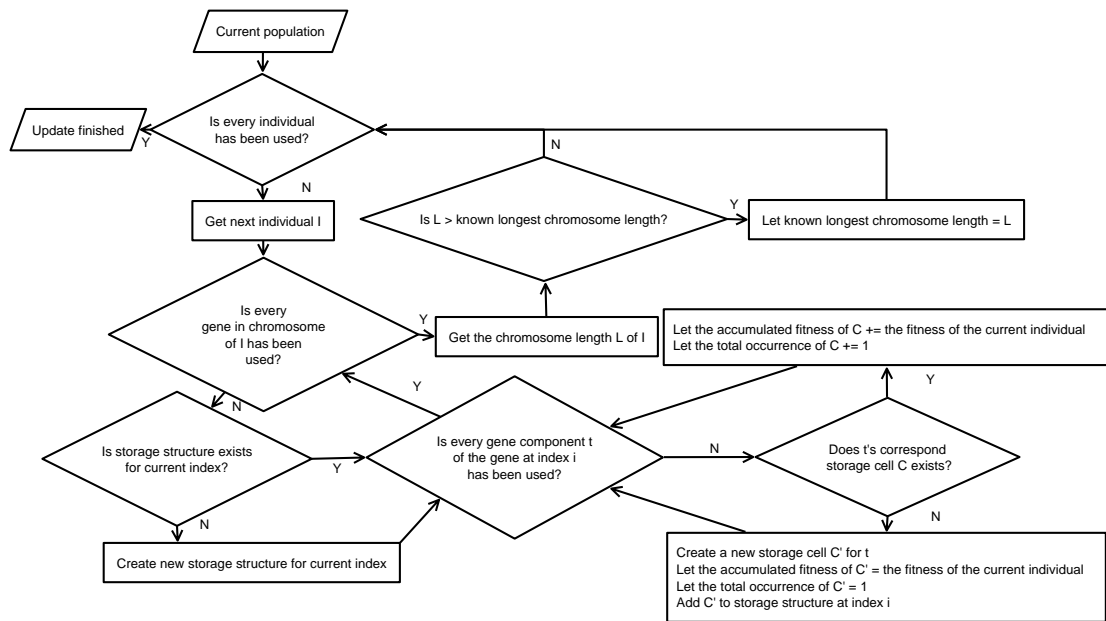 Current population
Is every individual
has been used?
Update finished
Y
N
Get next individual I
Is L > known longest chromosome length?
N
Y
Let known longest chromosome length = L
Is every
gene in chromosome
of I has been
used?
Y
Get the chromosome length L of I
N
Let the accumulated fitness of C += the fitness of the current individual
Let the total occurrence of C += 1
Is storage structure exists
for current index?
Y
N
Create new storage structure for current index
Is every gene component t
of the gene at index i
has been used?
Y
N
Does t's correspond
storage cell C exists?
Y
N
Create a new storage cell C' for t
Let the accumulated fitness of C' = the fitness of the current individual
Let the total occurrence of C' = 1
Add C' to storage structure at index i